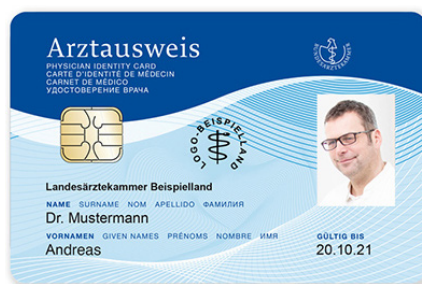 Arztausweis
PHYSICIAN IDENTITY CARD
CARTE D'IDENTITÉ DE MÉDECIN
CARNET DE MÉDICO
УДОСТОВЕРЕНИЕ ВРАЧА
BUNDESÄRZTEKAMMER
LOGO-BEISPIELLAND
Landesärztekammer Beispielland
NAME SURNAME NOM APELLIDO ФАМИЛИЯ
Dr. Mustermann
VORNAMEN GIVEN NAMES PRÉNOMS NOMBRE ИМЯ
Andreas
GÜLTIG BIS
20.10.21